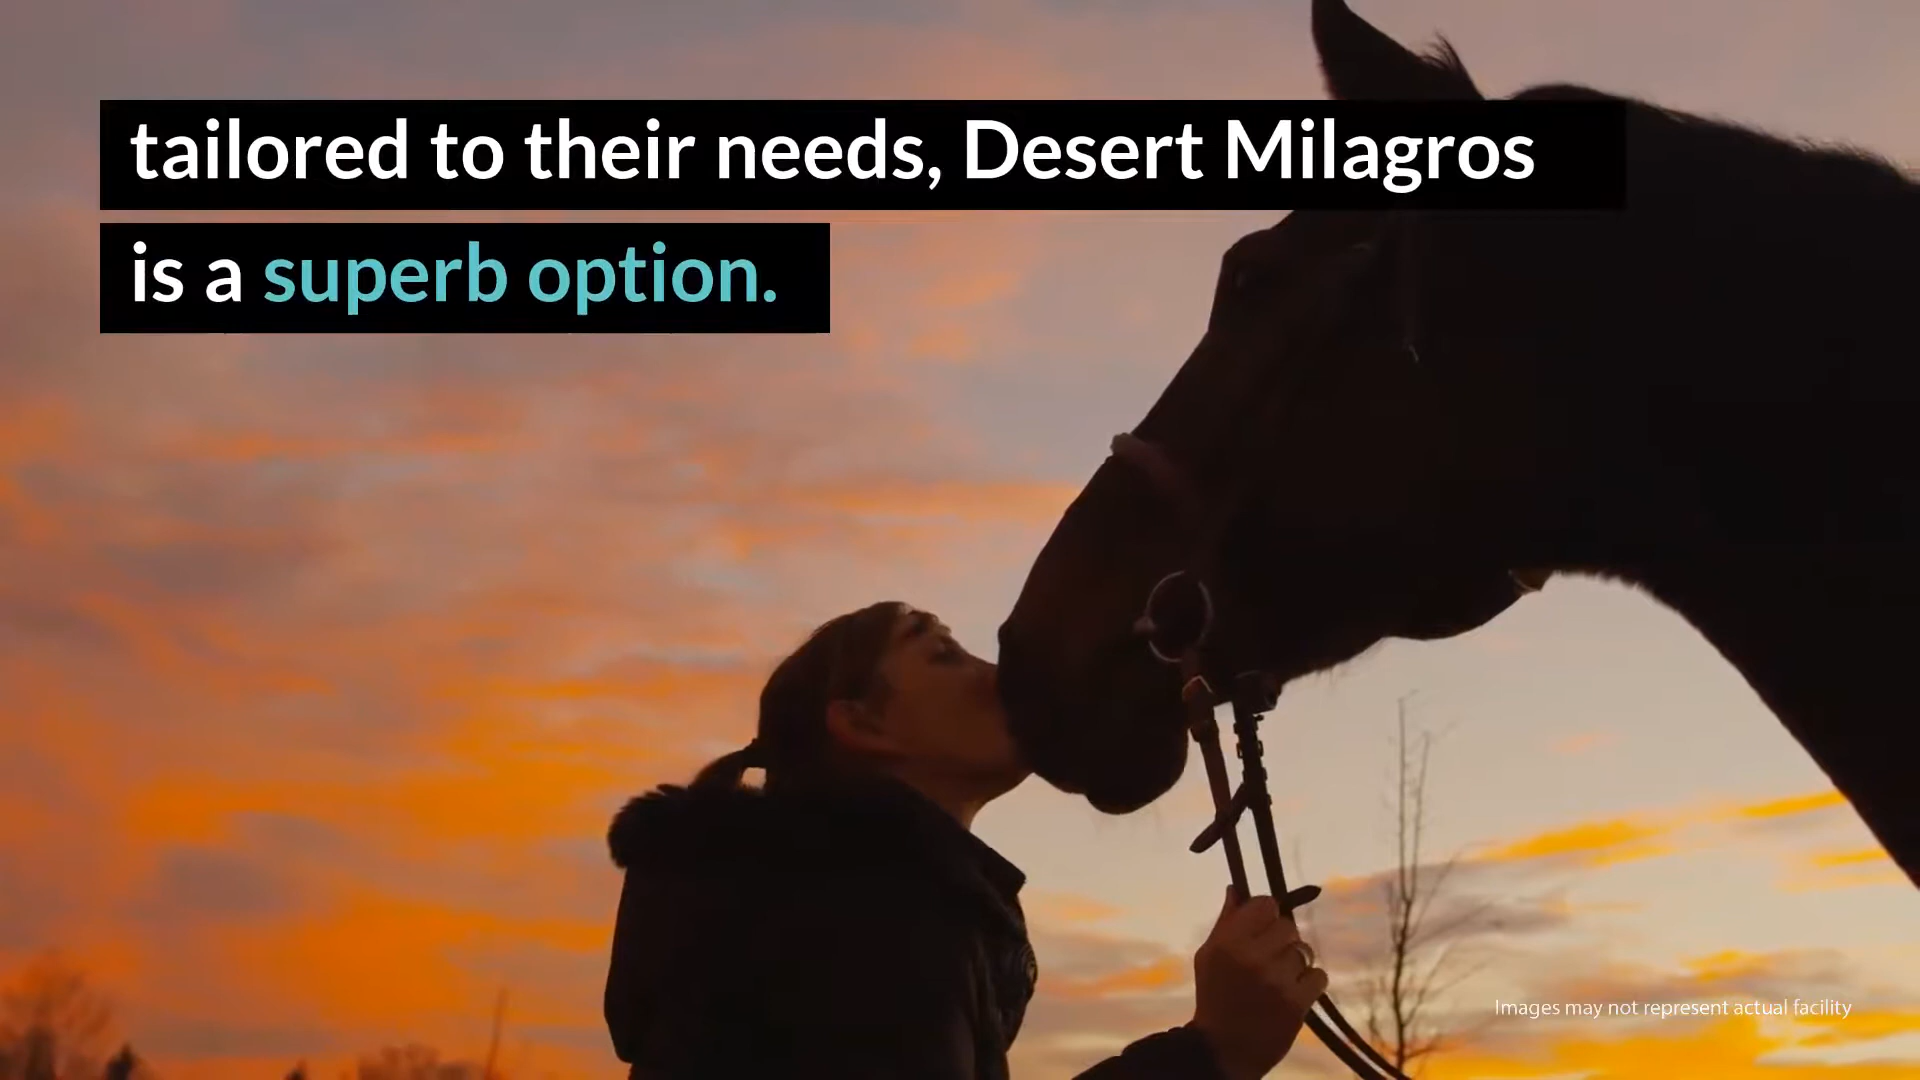 tailored to their needs, Desert Milagros
is a superb option.
Images may not represent actual facility